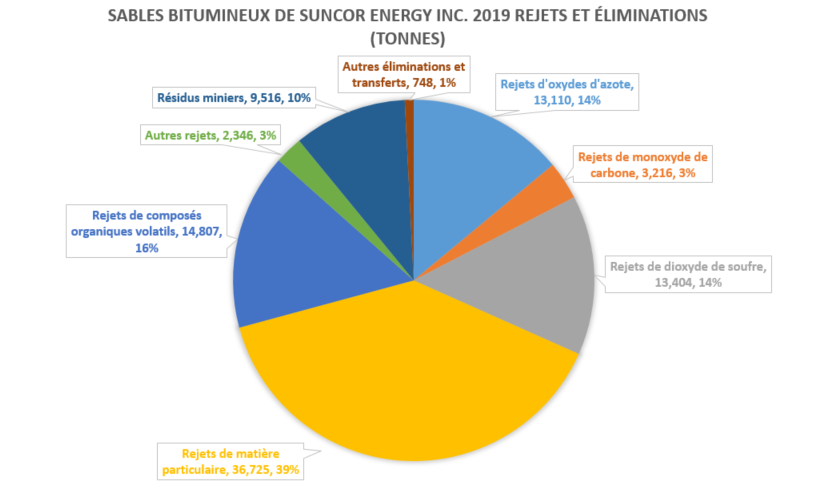 SABLES BITUMINEUX DE SUNCOR ENERGY INC. 2019 REJETS ET ÉLIMINATIONS
(TONNES)
Autres éliminations et
transferts, 748, 1%
Rejets d'oxydes d'azote,
13,110, 14%
Résidus miniers, 9,516, 10%
Autres rejets, 2,346, 3%
Rejets de monoxyde de
carbone, 3,216, 3%
Rejets de composés
organiques volatils, 14,807,
16%
Rejets de dioxyde de soufre,
13,404, 14%
Rejets de matière
particulaire, 36,725, 39%